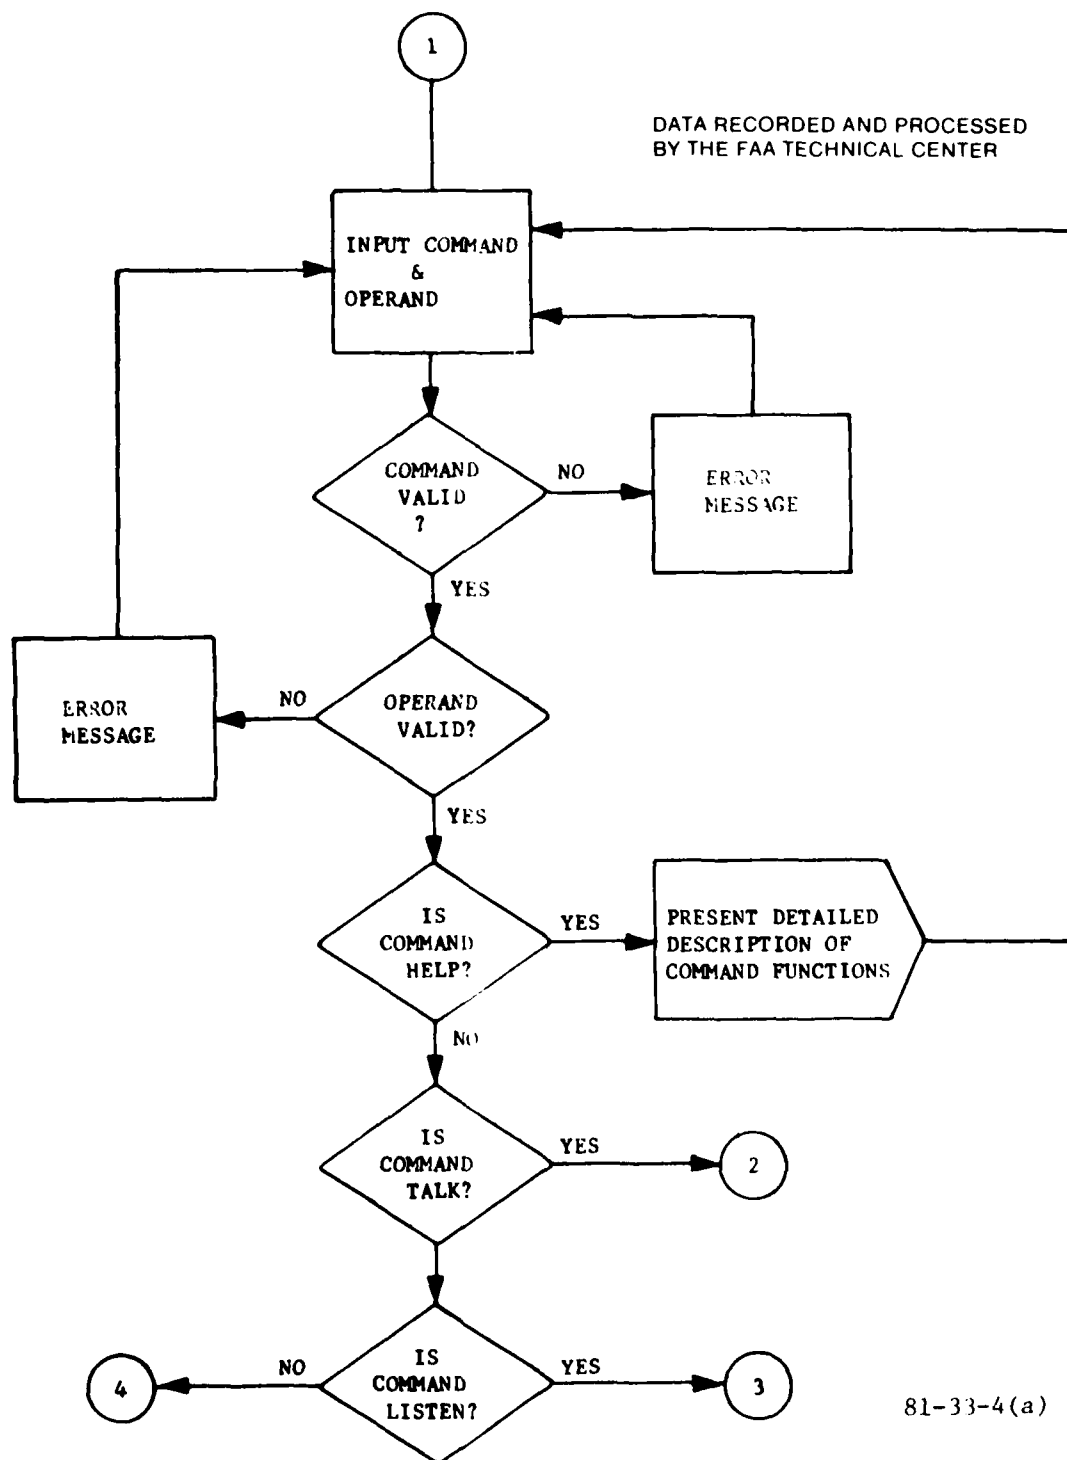 1
DATA RECORDED AND PROCESSED
BY THE FAA TECHNICAL CENTER
INPUT COMMAND
&
OPERAND
COMMAND
VALID
?
NO
ERROR
MESSAGE
YES
OPERAND
VALID?
NO
ERROR
MESSAGE
YES
IS
COMMAND
HELP?
YES
PRESENT DETAILED
DESCRIPTION OF
COMMAND FUNCTIONS
NO
IS
COMMAND
TALK?
YES
2
IS
COMMAND
LISTEN?
NO
4
YES
3
81-33-4(a)